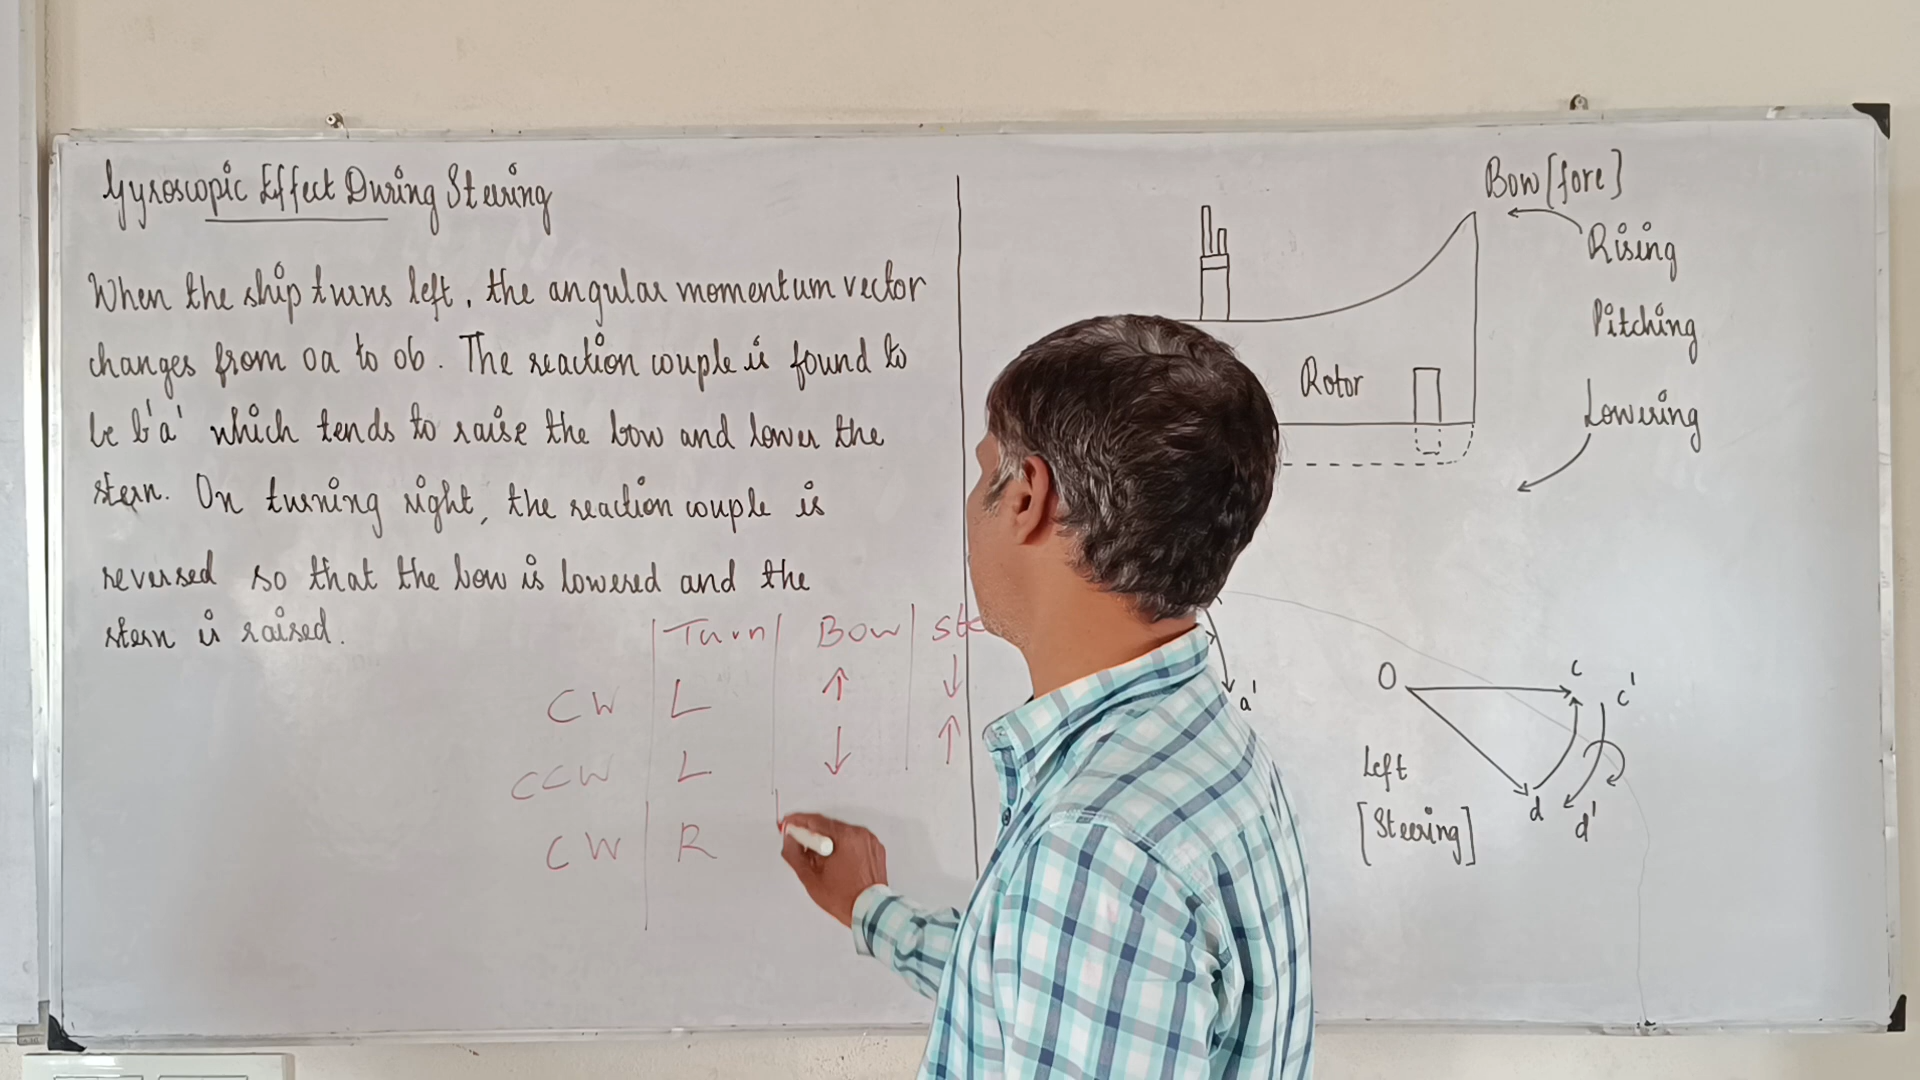 Gyroscopic Effect During Steering
When the ship turns left, the angular momentum vector
changes from oa to ob. The reaction couple is found to
be b'a' which tends to raise the bow and lower the
stern. On turning right, the reaction couple is
reversed so that the bow is lowered and the
stern is raised.
Turn Bow
CW L ↑ ↓
CCW L ↓ ↑
CW R
Bow [fore]
Rising
Pitching
Rotor
Lowering
a'
O c c'
Left
[Steering]
d d'